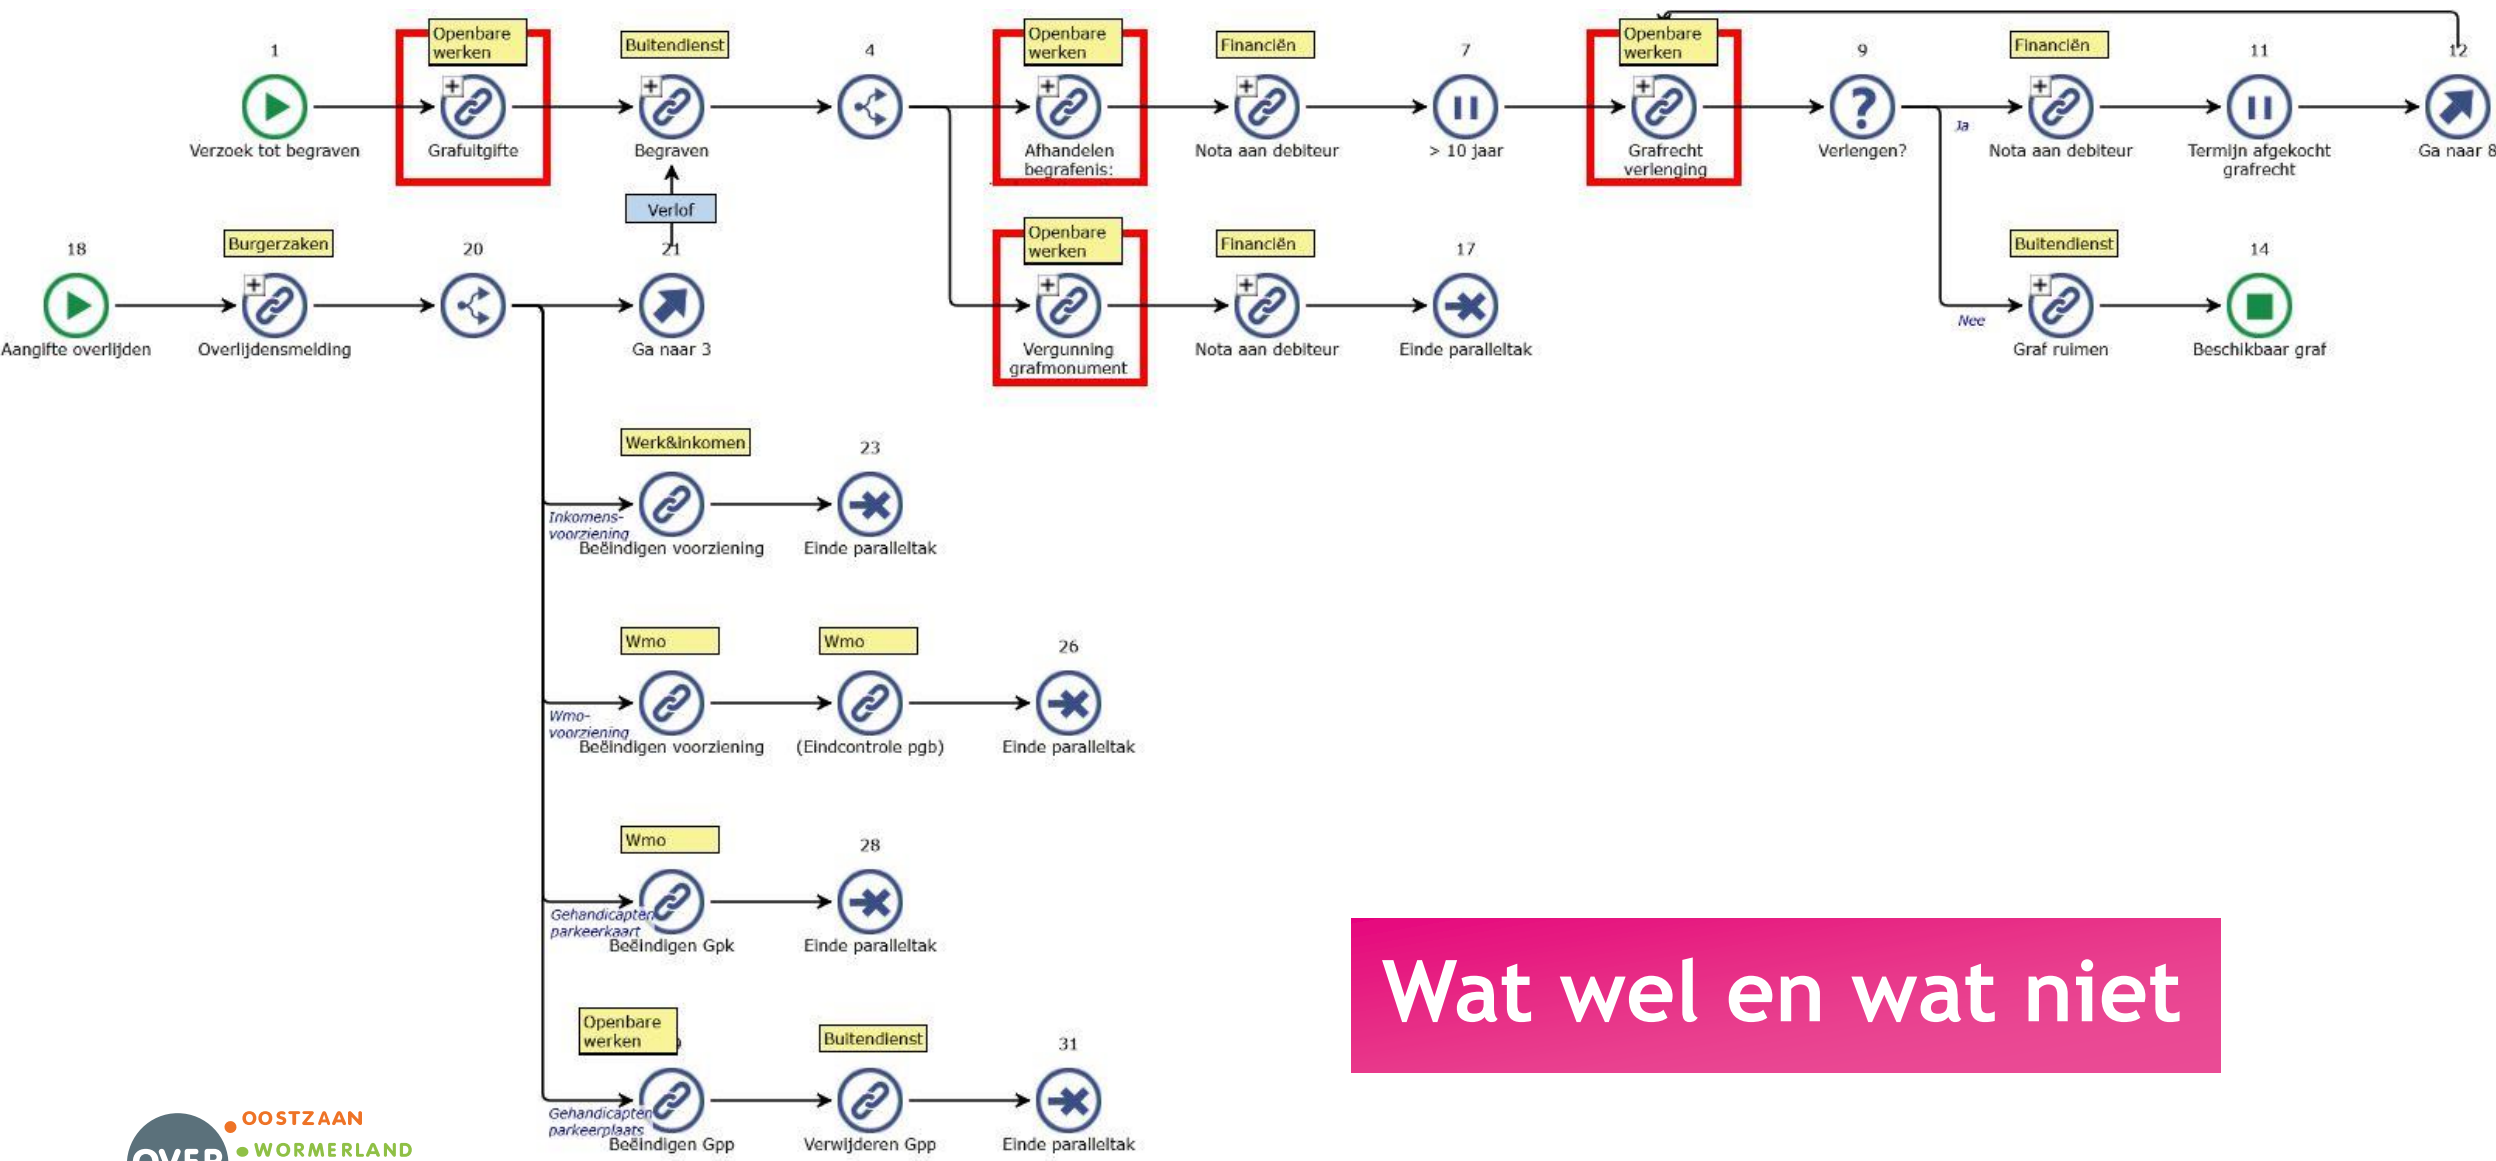 Openbare
werken
Buitendienst
Openbare
werken
Financiën
Openbare
werken
Financiën
1
4
7
9
11
12
Verzoek tot begraven
Grafuitgifte
Begraven
Afhandelen
begrafenis:
Nota aan debiteur
> 10 jaar
Grafrecht
verlenging
Verlengen?
Ja
Nota aan debiteur
Termijn afgekocht
grafrecht
Ga naar 8
Verlof
18
Burgerzaken
20
21
Openbare
werken
Financiën
17
Buitendienst
14
Aangifte overlijden
Overlijdensmelding
Ga naar 3
Vergunning
grafmonument
Nota aan debiteur
Einde paralleltak
Nee
Graf ruimen
Beschikbaar graf
Werk&inkomen
23
Inkomens-
voorziening
Beëindigen voorziening
Einde paralleltak
Wmo
Wmo
26
Wmo-
voorziening
Beëindigen voorziening
(Eindcontrole pgb)
Einde paralleltak
Wmo
28
Gehandicapten
parkeerkaart
Beëindigen Gpk
Einde paralleltak
Wat wel en wat niet
Openbare
werken
Buitendienst
31
Gehandicapten
parkeerplaats
Beëindigen Gpp
Verwijderen Gpp
Einde paralleltak
OOSTZAAN
WORMERLAND
OVER